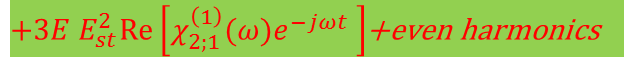 +3E E_{st}^{2} Re [χ_{2;1}^{(1)}(ω)e^{-jωt}]+even harmonics